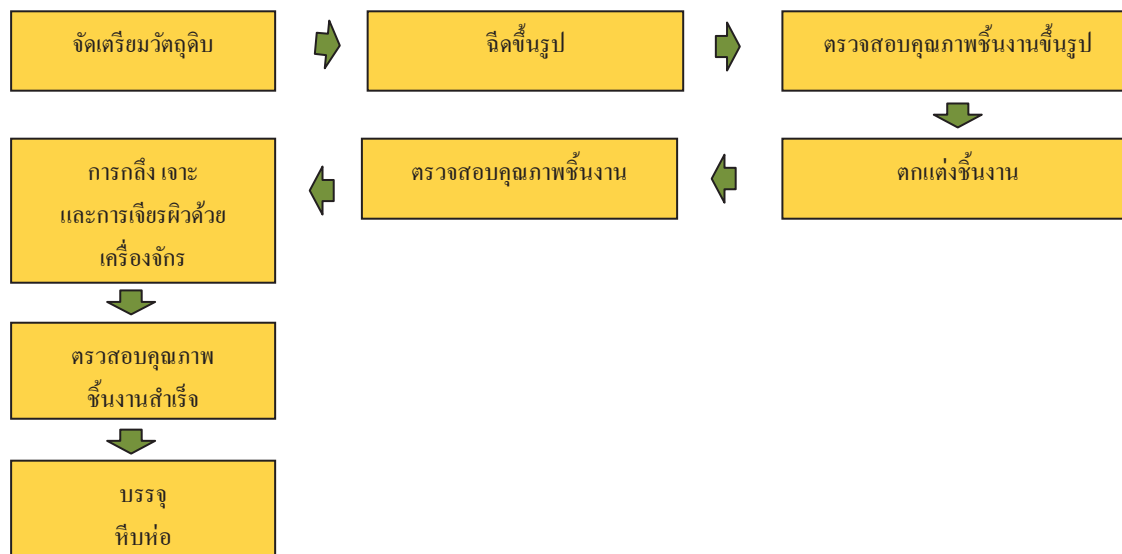 จัดเตรียมวัตถุดิบ
ฉีดขึ้นรูป
ตรวจสอบคุณภาพชิ้นงานขึ้นรูป
ตกแต่งชิ้นงาน
ตรวจสอบคุณภาพชิ้นงาน
การกลึง เจาะ
และการเจียรผิวด้วย
เครื่องจักร
ตรวสอบคุณภาพ
ชิ้นงานสำเร็จ
บรรจุ
หีบห่อ